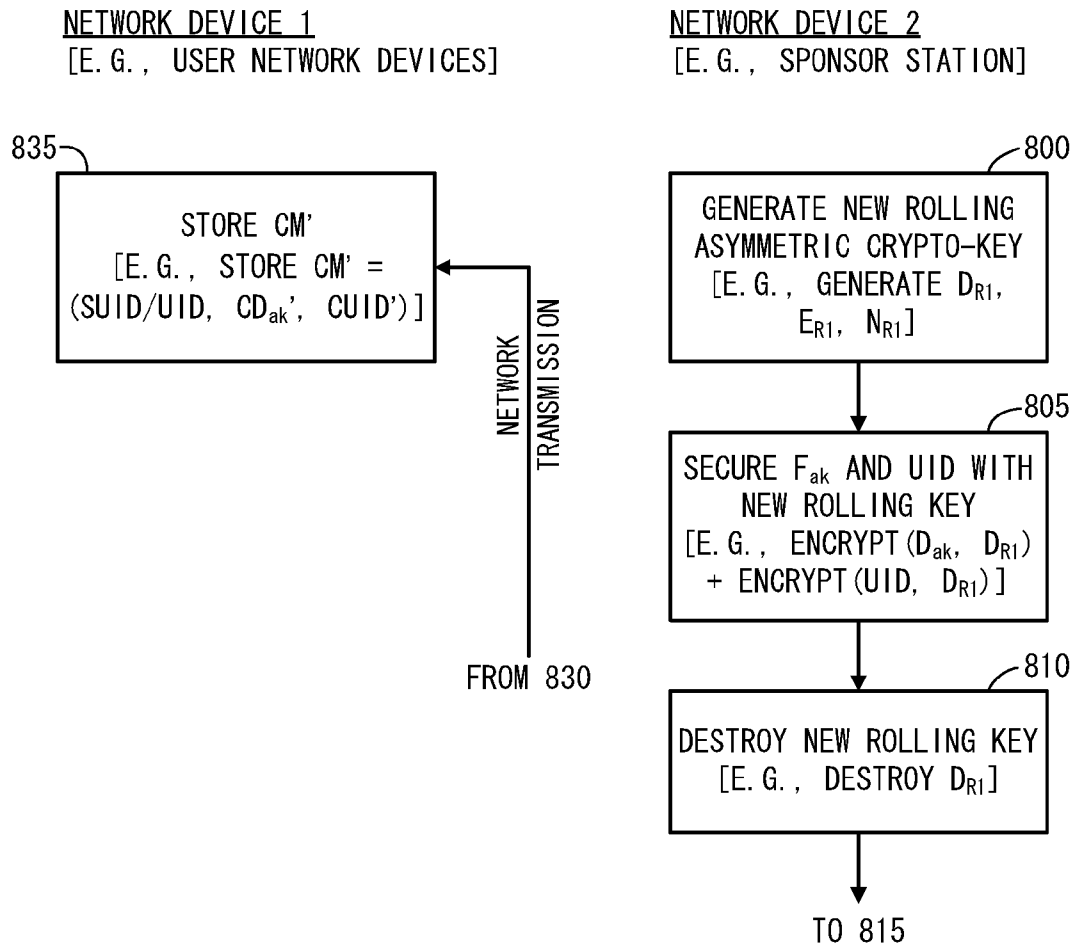 NETWORK DEVICE 1
[E.G., USER NETWORK DEVICES]
NETWORK DEVICE 2
[E.G., SPONSOR STATION]
835
STORE CM'
[E.G., STORE CM' =
(SUID/UID, CDak', CUID')]
NETWORK
TRANSMISSION
FROM 830
800
GENERATE NEW ROLLING
ASYMMETRIC CRYPTO-KEY
[E.G., GENERATE DR1,
ER1, NR1]
805
SECURE Fak AND UID WITH
NEW ROLLING KEY
[E.G., ENCRYPT(Dak, DR1)
+ ENCRYPT(UID, DR1)]
810
DESTROY NEW ROLLING KEY
[E.G., DESTROY DR1]
TO 815